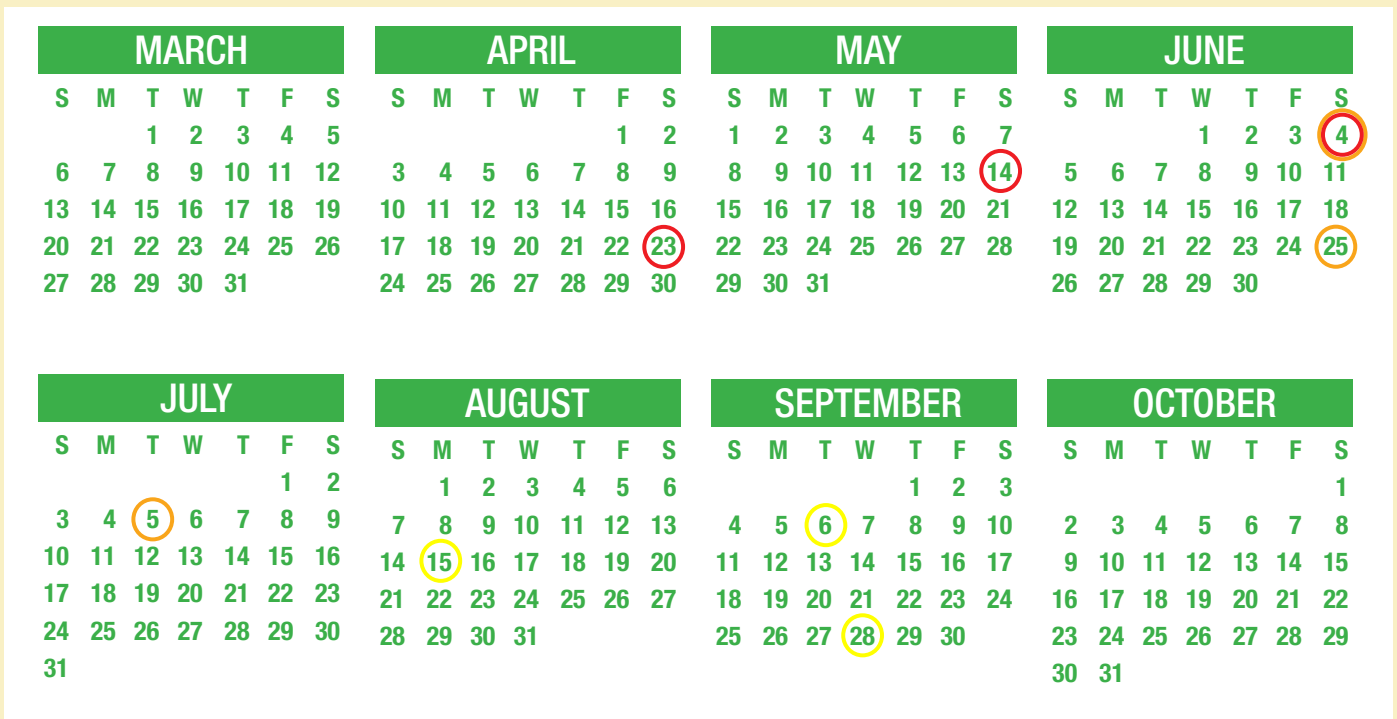 MARCH
S M T W T F S
1 2 3 4 5
6 7 8 9 10 11 12
13 14 15 16 17 18 19
20 21 22 23 24 25 26
27 28 29 30 31
APRIL
S M T W T F S
1 2
3 4 5 6 7 8 9
10 11 12 13 14 15 16
17 18 19 20 21 22 23
24 25 26 27 28 29 30
MAY
S M T W T F S
1 2 3 4 5 6 7
8 9 10 11 12 13 14
15 16 17 18 19 20 21
22 23 24 25 26 27 28
29 30 31
JUNE
S M T W T F S
1 2 3 4
5 6 7 8 9 10 11
12 13 14 15 16 17 18
19 20 21 22 23 24 25
26 27 28 29 30
JULY
S M T W T F S
1 2
3 4 5 6 7 8 9
10 11 12 13 14 15 16
17 18 19 20 21 22 23
24 25 26 27 28 29 30
31
AUGUST
S M T W T F S
1 2 3 4 5 6
7 8 9 10 11 12 13
14 15 16 17 18 19 20
21 22 23 24 25 26 27
28 29 30 31
SEPTEMBER
S M T W T F S
1 2 3
4 5 6 7 8 9 10
11 12 13 14 15 16 17
18 19 20 21 22 23 24
25 26 27 28 29 30
OCTOBER
S M T W T F S
1
2 3 4 5 6 7 8
9 10 11 12 13 14 15
16 17 18 19 20 21 22
23 24 25 26 27 28 29
30 31